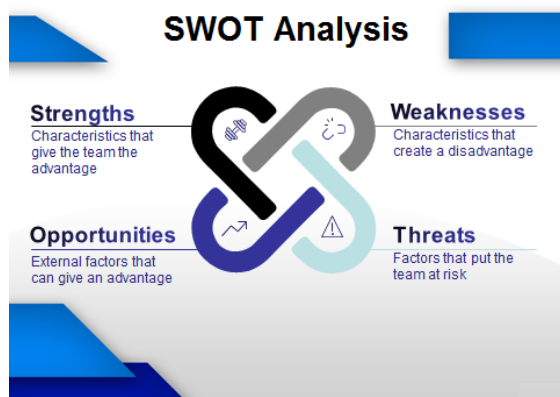 SWOT Analysis
Strengths
Characteristics that
give the team the
advantage
Weaknesses
Characteristics that
create a disadvantage
Opportunities
External factors that
can give an advantage
Threats
Factors that put the
team at risk